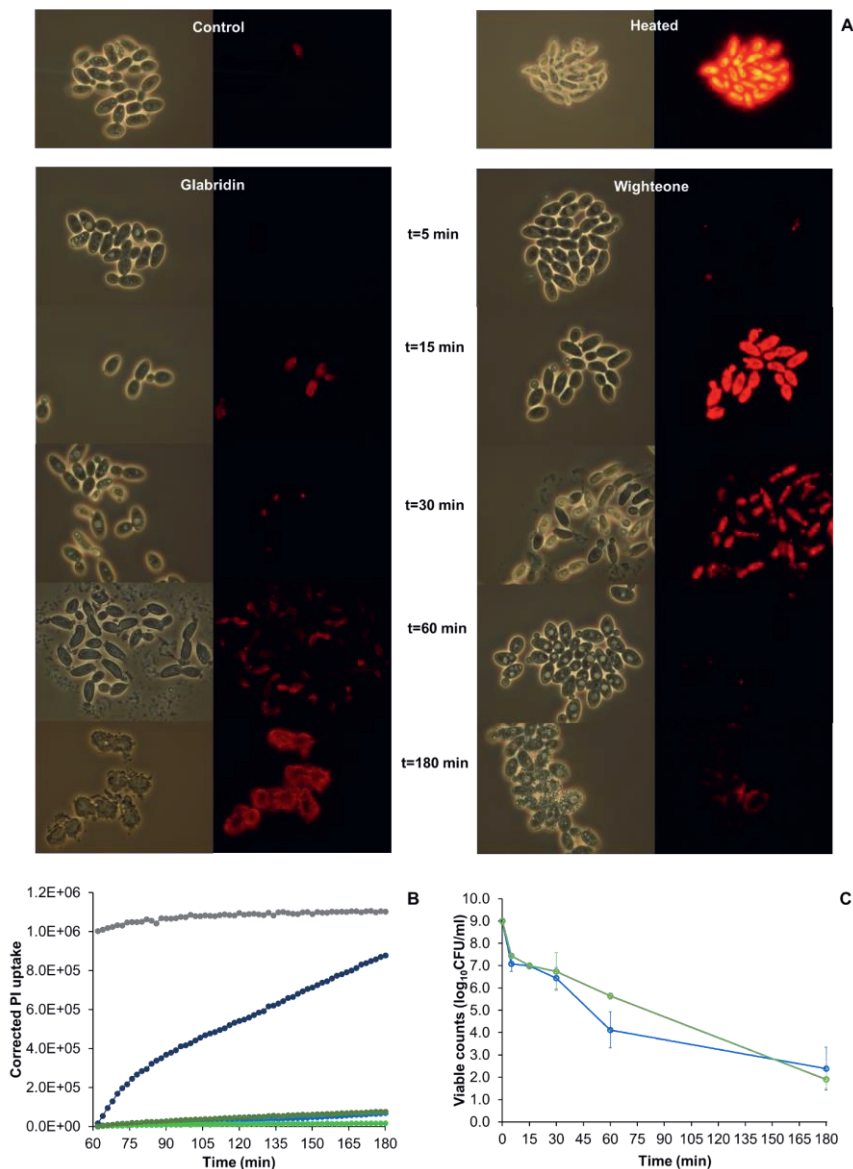 Control
Heated
A
Glabridin
Wighteone
t=5 min
t=15 min
t=30 min
t=60 min
t=180 min
B
Corrected PI uptake
1.2E+06
1.0E+06
8.0E+05
6.0E+05
4.0E+05
2.0E+05
0.0E+00
60 75 90 105 120 135 150 165 180
Time (min)
C
Viable counts (log₁₀CFU/ml)
10.0
9.0
8.0
7.0
6.0
5.0
4.0
3.0
2.0
1.0
0.0
0 15 30 45 60 75 90 105 120 135 150 165 180
Time (min)